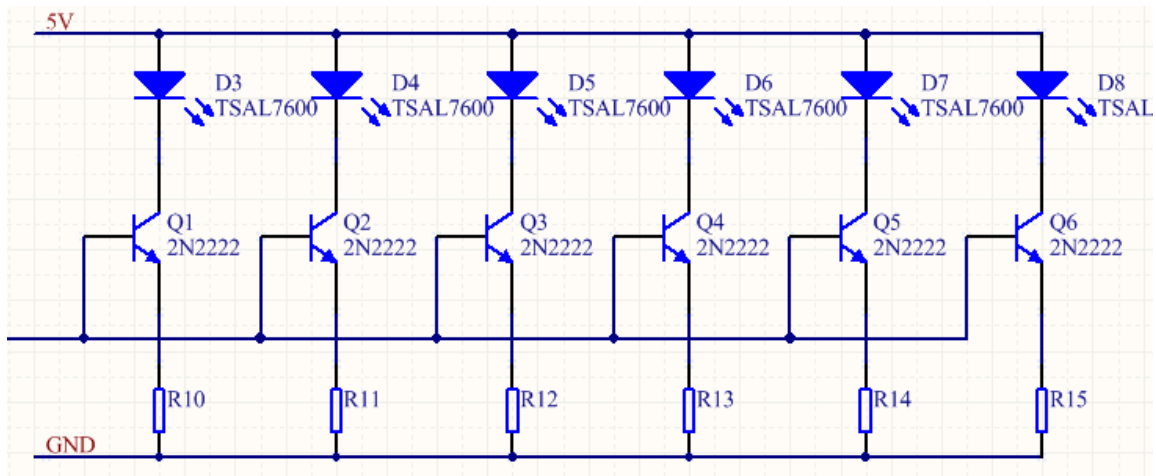 5V
D3
TSAL7600
D4
TSAL7600
D5
TSAL7600
D6
TSAL7600
D7
TSAL7600
D8
TSAL
Q1
2N2222
Q2
2N2222
Q3
2N2222
Q4
2N2222
Q5
2N2222
Q6
2N2222
R10
R11
R12
R13
R14
R15
GND